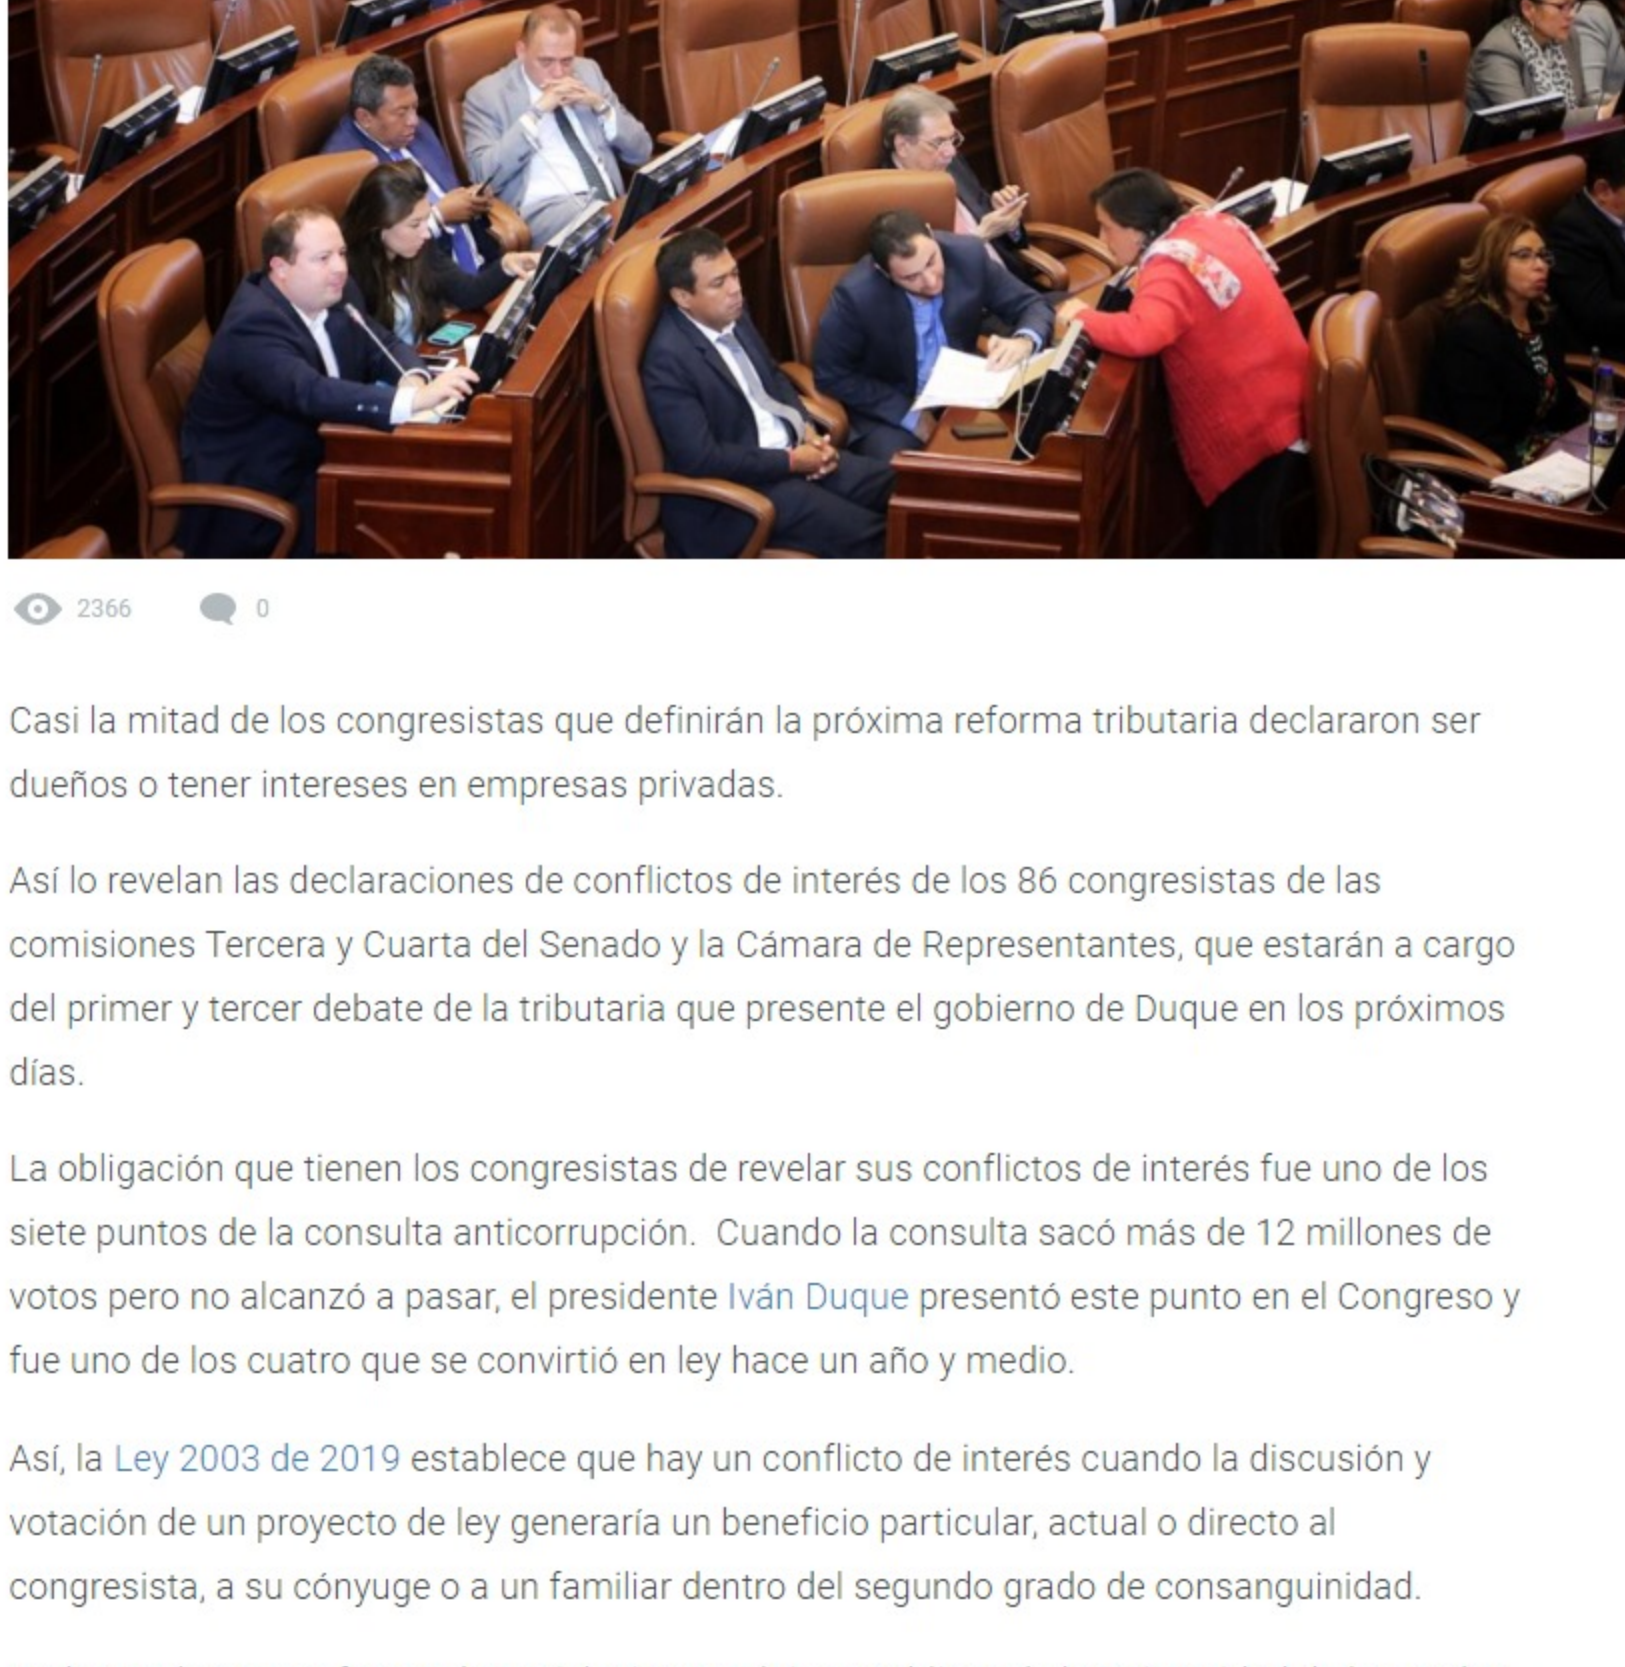 2366 0
Casi la mitad de los congresistas que definirán la próxima reforma tributaria declararon ser
dueños o tener intereses en empresas privadas.
Así lo revelan las declaraciones de conflictos de interés de los 86 congresistas de las
comisiones Tercera y Cuarta del Senado y la Cámara de Representantes, que estarán a cargo
del primer y tercer debate de la tributaria que presente el gobierno de Duque en los próximos
días.
La obligación que tienen los congresistas de revelar sus conflictos de interés fue uno de los
siete puntos de la consulta anticorrupción.  Cuando la consulta sacó más de 12 millones de
votos pero no alcanzó a pasar, el presidente Iván Duque presentó este punto en el Congreso y
fue uno de los cuatro que se convirtió en ley hace un año y medio.
Así, la Ley 2003 de 2019 establece que hay un conflicto de interés cuando la discusión y
votación de un proyecto de ley generaría un beneficio particular, actual o directo al
congresista, a su cónyuge o a un familiar dentro del segundo grado de consanguinidad.